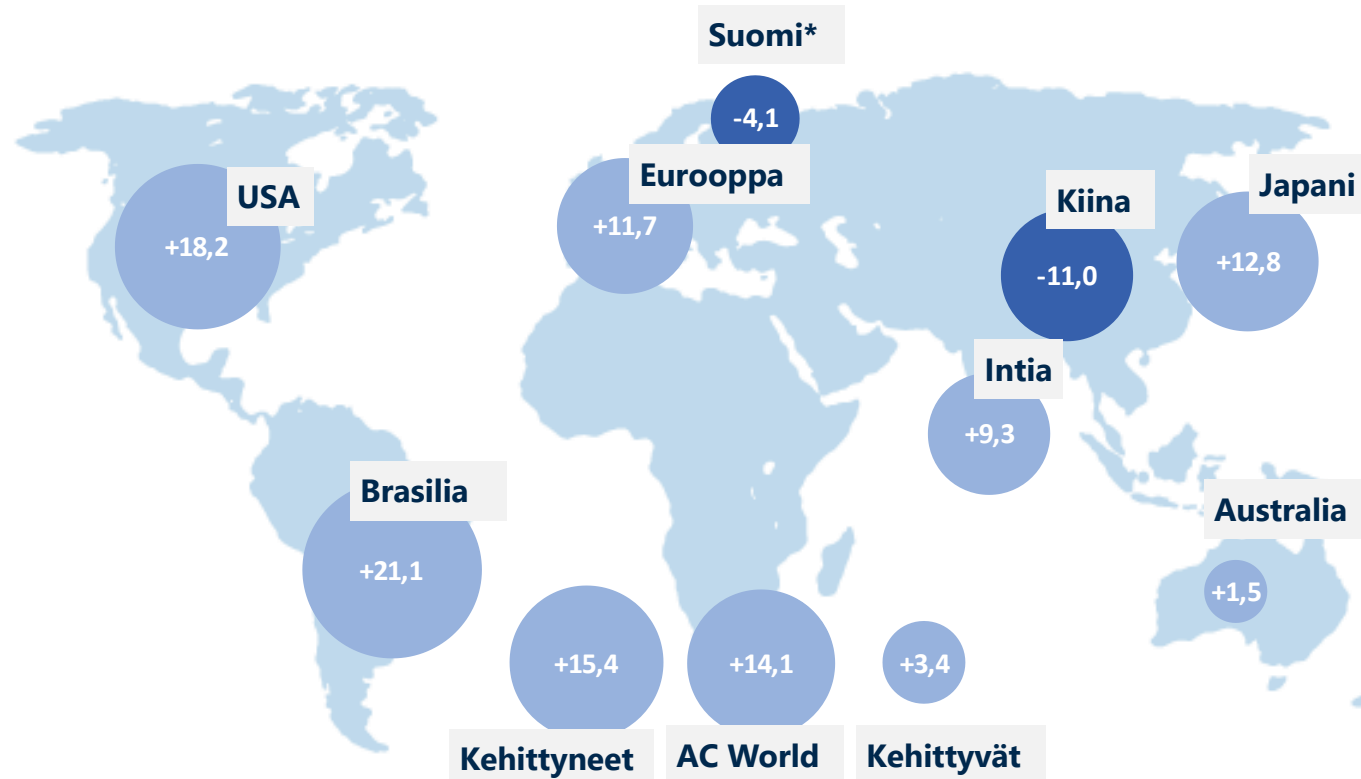 Suomi*
-4,1
Eurooppa
+11,7
USA
+18,2
Kiina
-11,0
Japani
+12,8
Intia
+9,3
Brasilia
+21,1
Australia
+1,5
+15,4
Kehittyneet
+14,1
AC World
+3,4
Kehittyvät